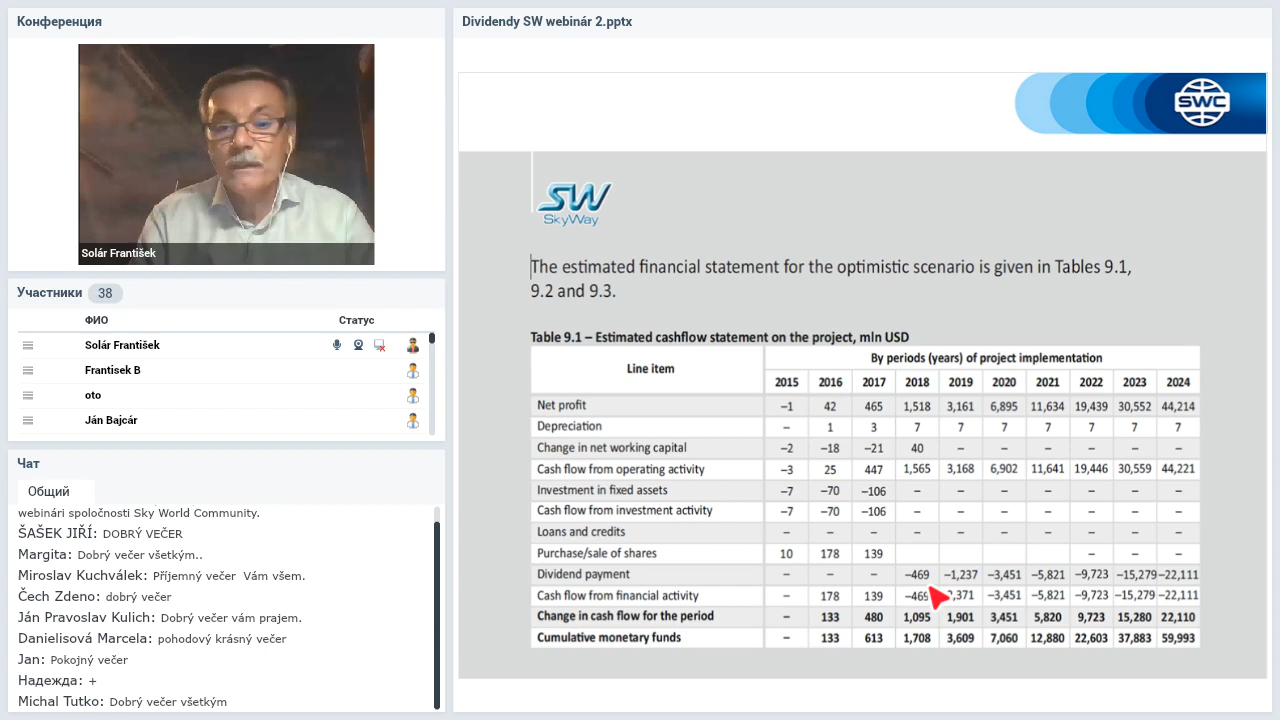 Конференция
Solár František
Участники 38
ФИО Статус
Solár František
Frantisek B
oto
Ján Bajcár
Чат
Общий
webinári spoločnosti Sky World Community.
ŠAŠEK JIŘÍ: DOBRÝ VEČER
Margita: Dobrý večer všetkým..
Miroslav Kuchválek: Příjemný večer Vám všem.
Čech Zdeno: dobrý večer
Ján Pravoslav Kulich: Dobrý večer vám prajem.
Danielisová Marcela: pohodový krásný večer
Jan: Pokojný večer
Надежда: +
Michal Tutko: Dobrý večer všetkým
Dividendy SW webinár 2.pptx
SWC
SW
SkyWay
The estimated financial statement for the optimistic scenario is given in Tables 9.1,
9.2 and 9.3.
Table 9.1 – Estimated cashflow statement on the project, mln USD
Line item By periods (years) of project implementation
2015 2016 2017 2018 2019 2020 2021 2022 2023 2024
Net profit –1 42 465 1,518 3,161 6,895 11,634 19,439 30,552 44,214
Depreciation – 1 3 7 7 7 7 7 7 7
Change in net working capital –2 –18 –21 40 – – – – – –
Cash flow from operating activity –3 25 447 1,565 3,168 6,902 11,641 19,446 30,559 44,221
Investment in fixed assets –7 –70 –106 – – – – – – –
Cash flow from investment activity –7 –70 –106 – – – – – – –
Loans and credits – – – – – – – – – –
Purchase/sale of shares 10 178 139 – – –
Dividend payment – – – –469 –1,237 –3,451 –5,821 –9,723 –15,279 –22,111
Cash flow from financial activity – 178 139 –469 –3,451 –5,821 –9,723 –15,279 –22,111
Change in cash flow for the period – 133 480 1,095 1,901 3,451 5,820 9,723 15,280 22,110
Cumulative monetary funds – 133 613 1,708 3,609 7,060 12,880 22,603 37,883 59,993